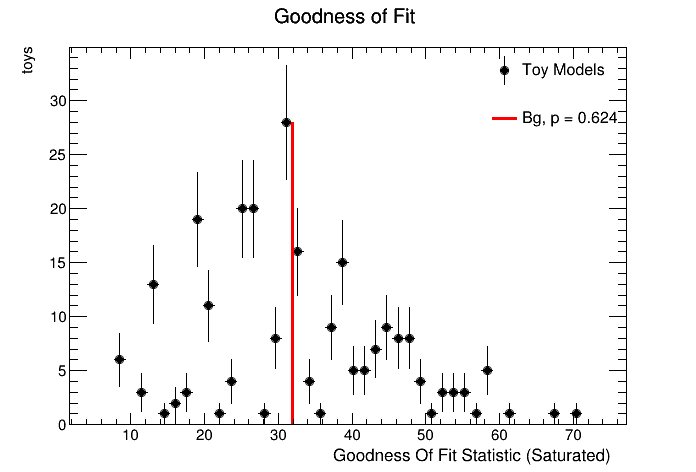 Goodness of Fit
toys
Toy Models
Bg, p = 0.624
30
25
20
15
10
5
0
10 20 30 40 50 60 70
Goodness Of Fit Statistic (Saturated)